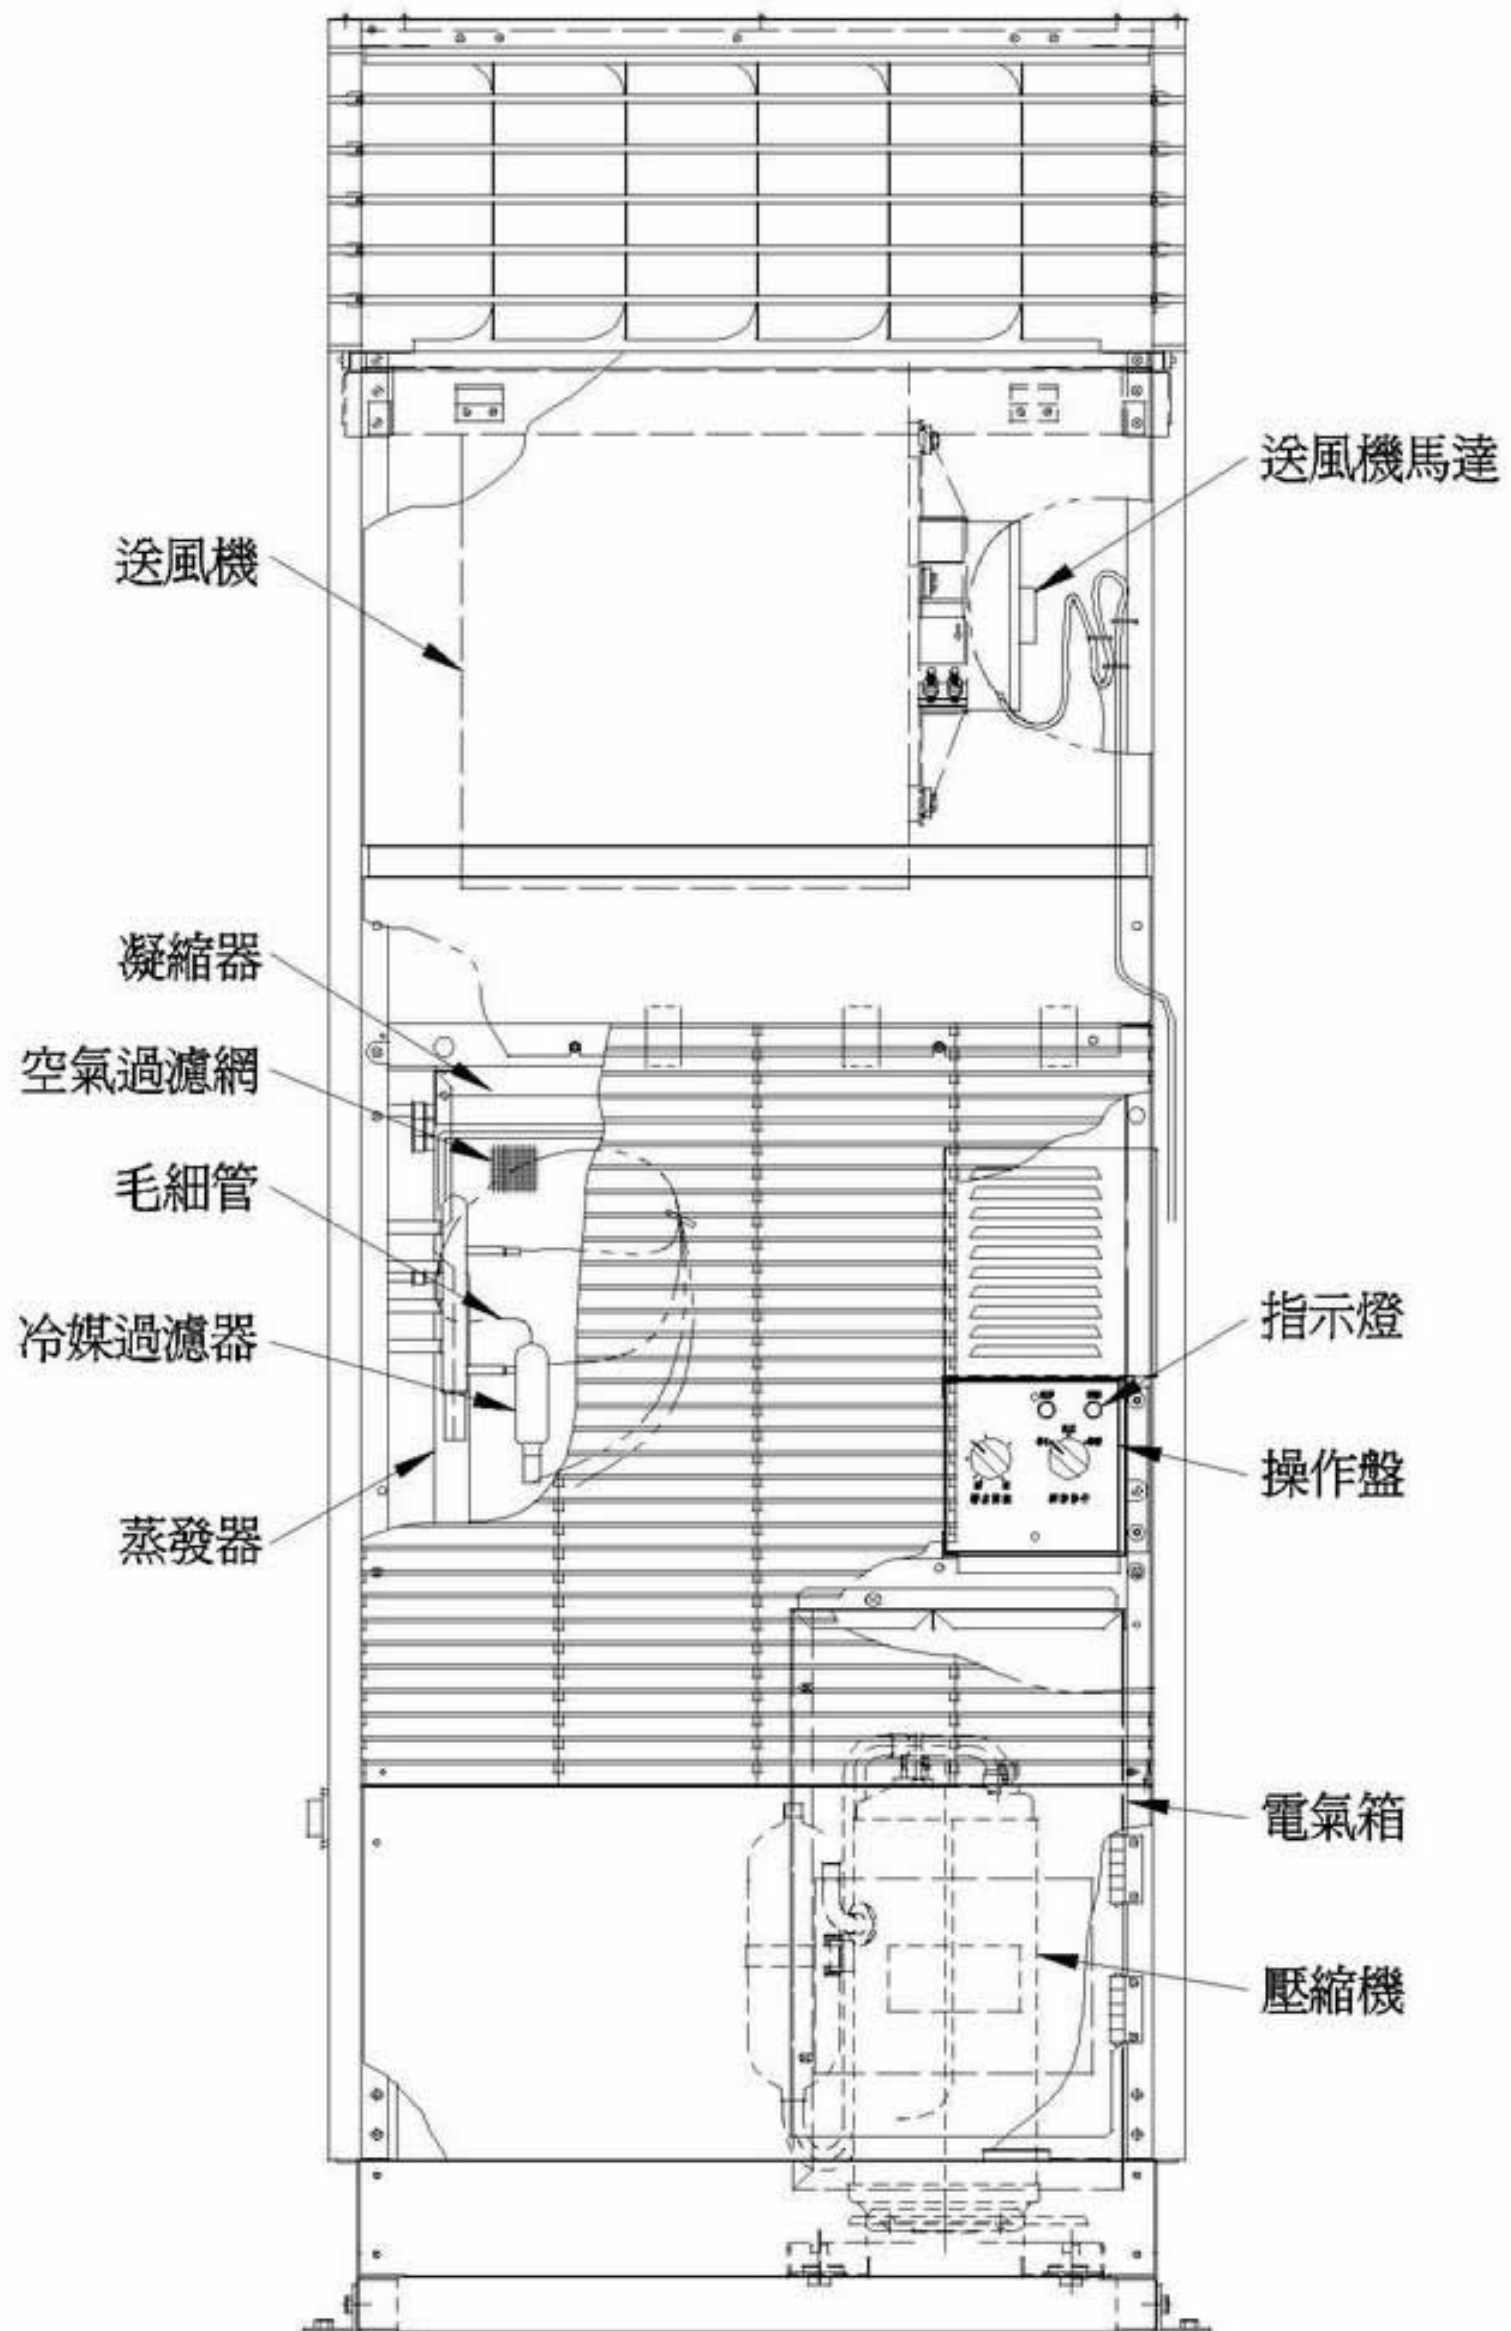 送風機馬達
送風機
凝縮器
空氣過濾網
毛細管
冷媒過濾器
指示燈
操作盤
蒸發器
電氣箱
壓縮機